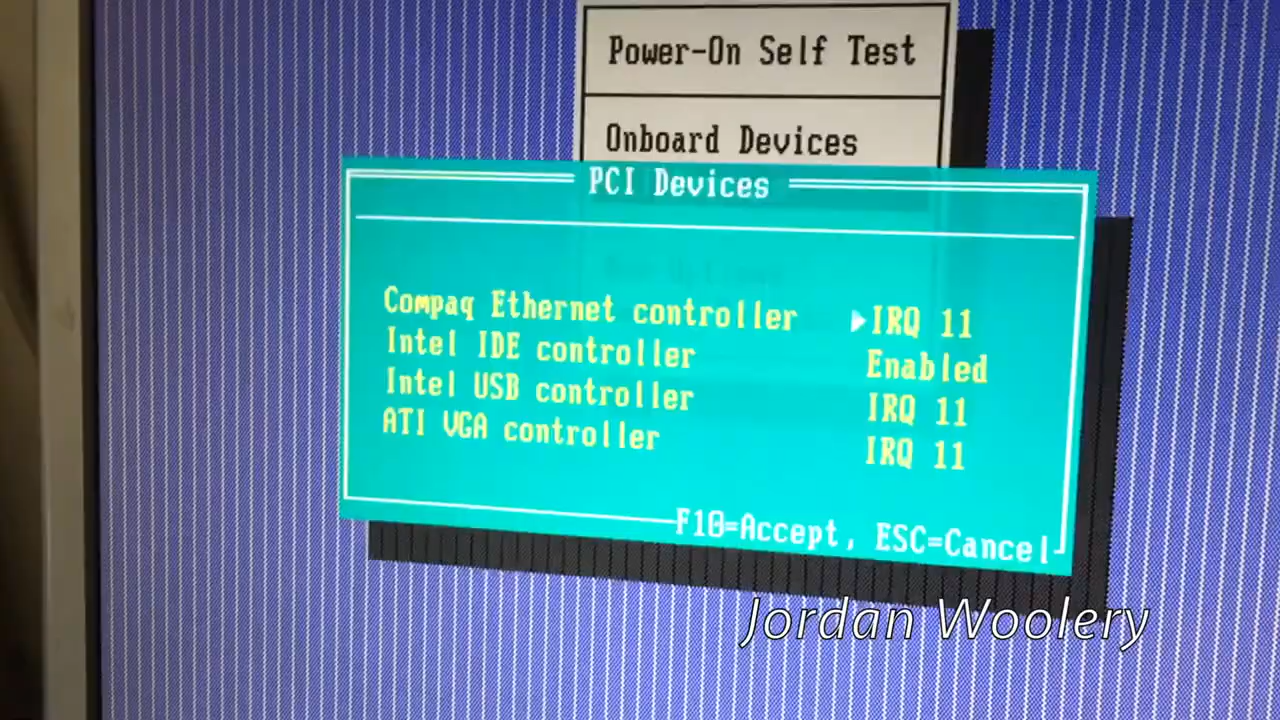 Power-On Self Test
Onboard Devices
PCI Devices
Compaq Ethernet controller ▶IRQ 11
Intel IDE controller Enabled
Intel USB controller IRQ 11
ATI VGA controller IRQ 11
F10=Accept, ESC=Cancel
Jordan Woolery